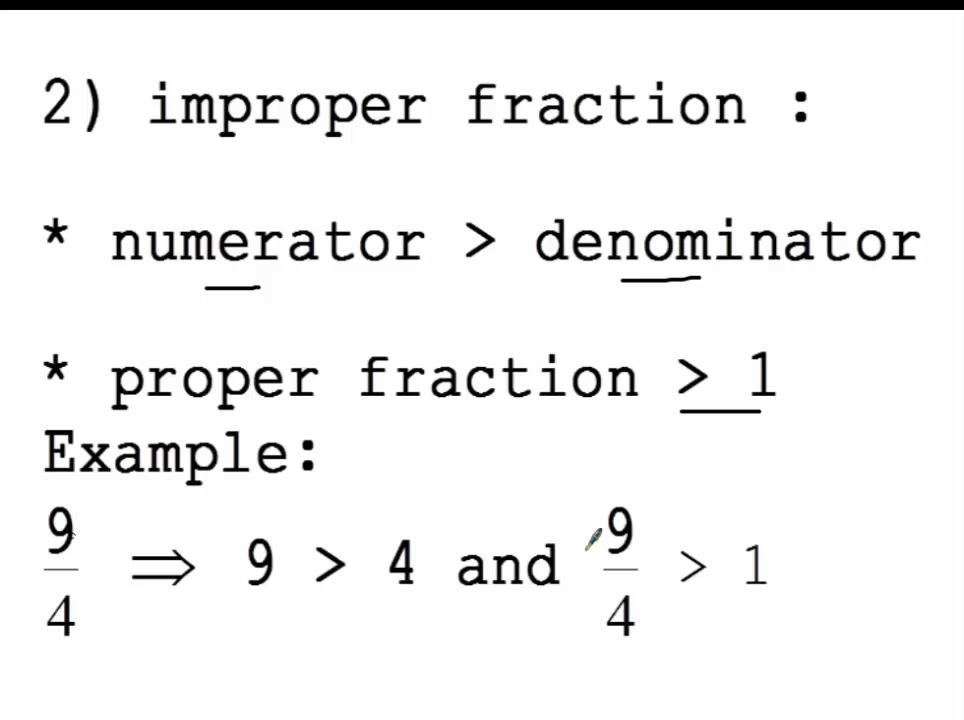 2) improper fraction :
* numerator > denominator
* proper fraction > 1
Example:
9/4 ⟹ 9 > 4 and 9/4 > 1